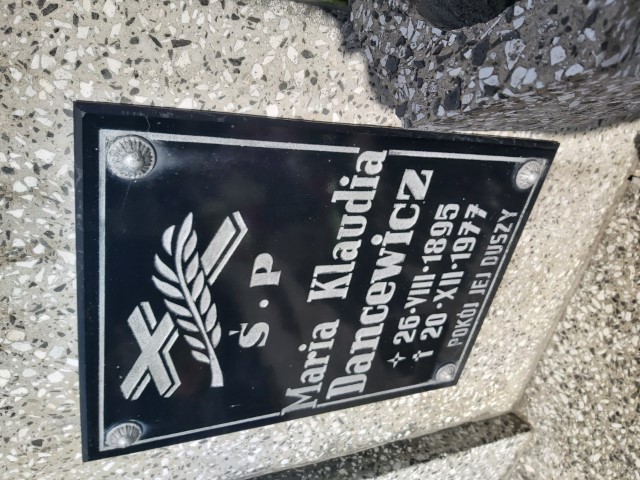 Ś.P
Maria Klaudia
Dancewicz
✧ 26.VIII.1895
† 20.XII.1977
POKÓJ JEJ DUSZY